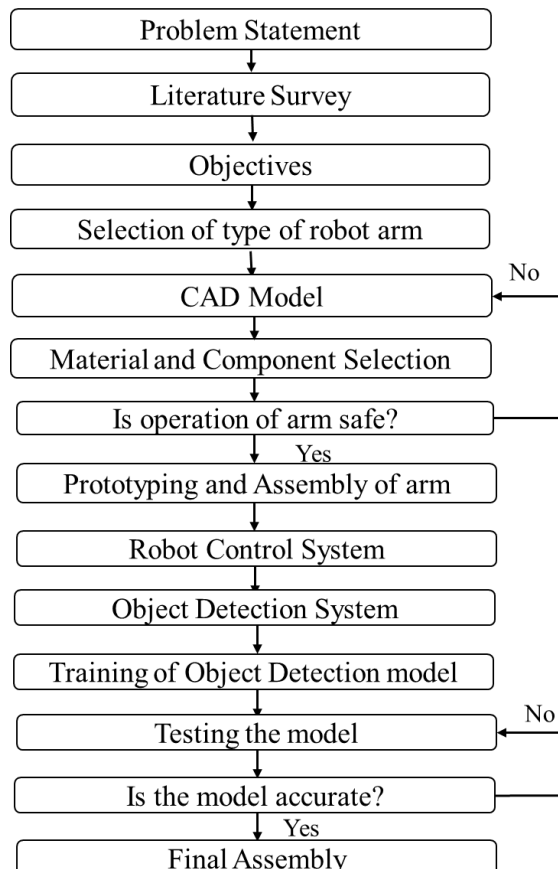 Problem Statement
Literature Survey
Objectives
Selection of type of robot arm
No
CAD Model
Material and Component Selection
Is operation of arm safe?
Yes
Prototyping and Assembly of arm
Robot Control System
Object Detection System
Training of Object Detection model
No
Testing the model
Is the model accurate?
Yes
Final Assembly